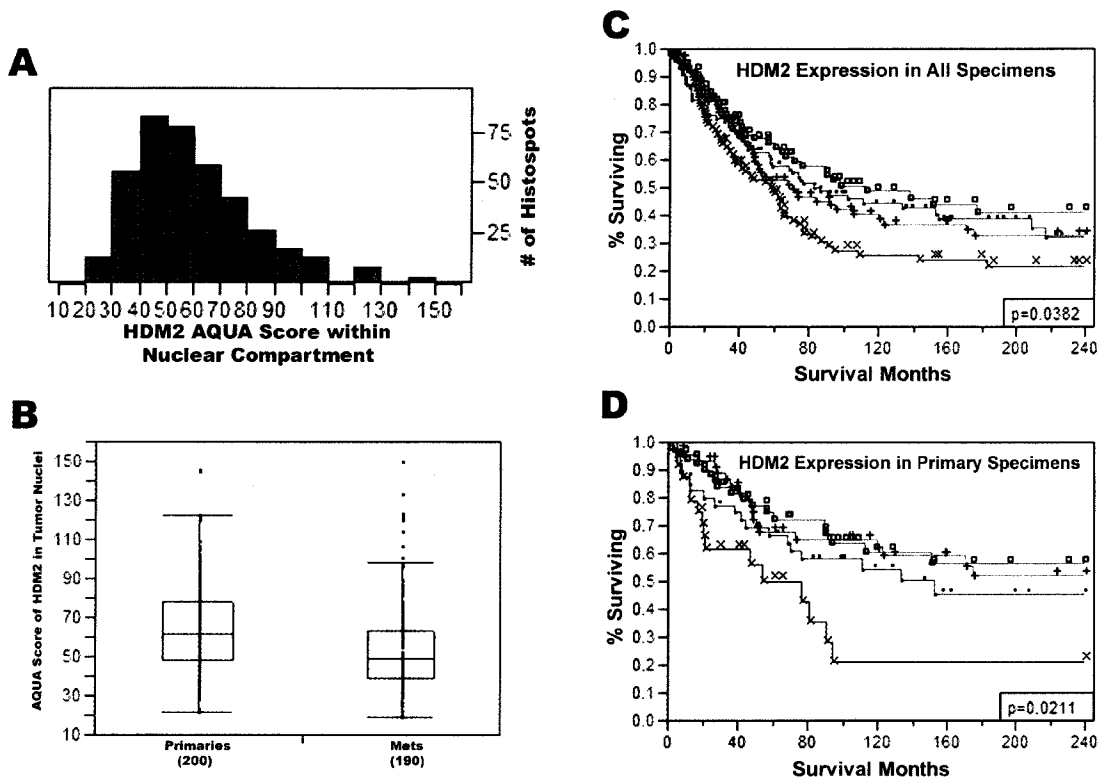 A
75
50
25
# of Histospots
10 20 30 40 50 60 70 80 90 110 130 150
HDM2 AQUA Score within
Nuclear Compartment
B
AQUA Score of HDM2 in Tumor Nuclei
150
130
110
90
70
50
30
10
Primaries
(200)
Mets
(190)
C
HDM2 Expression in All Specimens
% Surviving
1.0
0.9
0.8
0.7
0.6
0.5
0.4
0.3
0.2
0.1
0.0
p=0.0382
0 40 80 120 160 200 240
Survival Months
D
HDM2 Expression in Primary Specimens
% Surviving
1.0
0.9
0.8
0.7
0.6
0.5
0.4
0.3
0.2
0.1
0.0
p=0.0211
0 40 80 120 160 200 240
Survival Months